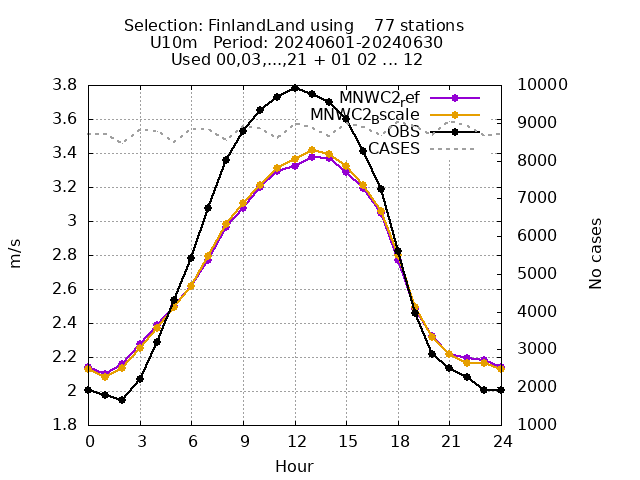 Selection: FinlandLand using    77 stations
U10m   Period: 20240601-20240630
Used 00,03,...,21 + 01 02 ... 12
3.8
3.6
3.4
3.2
3
2.8
2.6
2.4
2.2
2
1.8
10000
9000
8000
7000
6000
5000
4000
3000
2000
1000
MNWC2ref
MNWC2Bscale
OBS
CASES
m/s
No cases
0 3 6 9 12 15 18 21 24
Hour